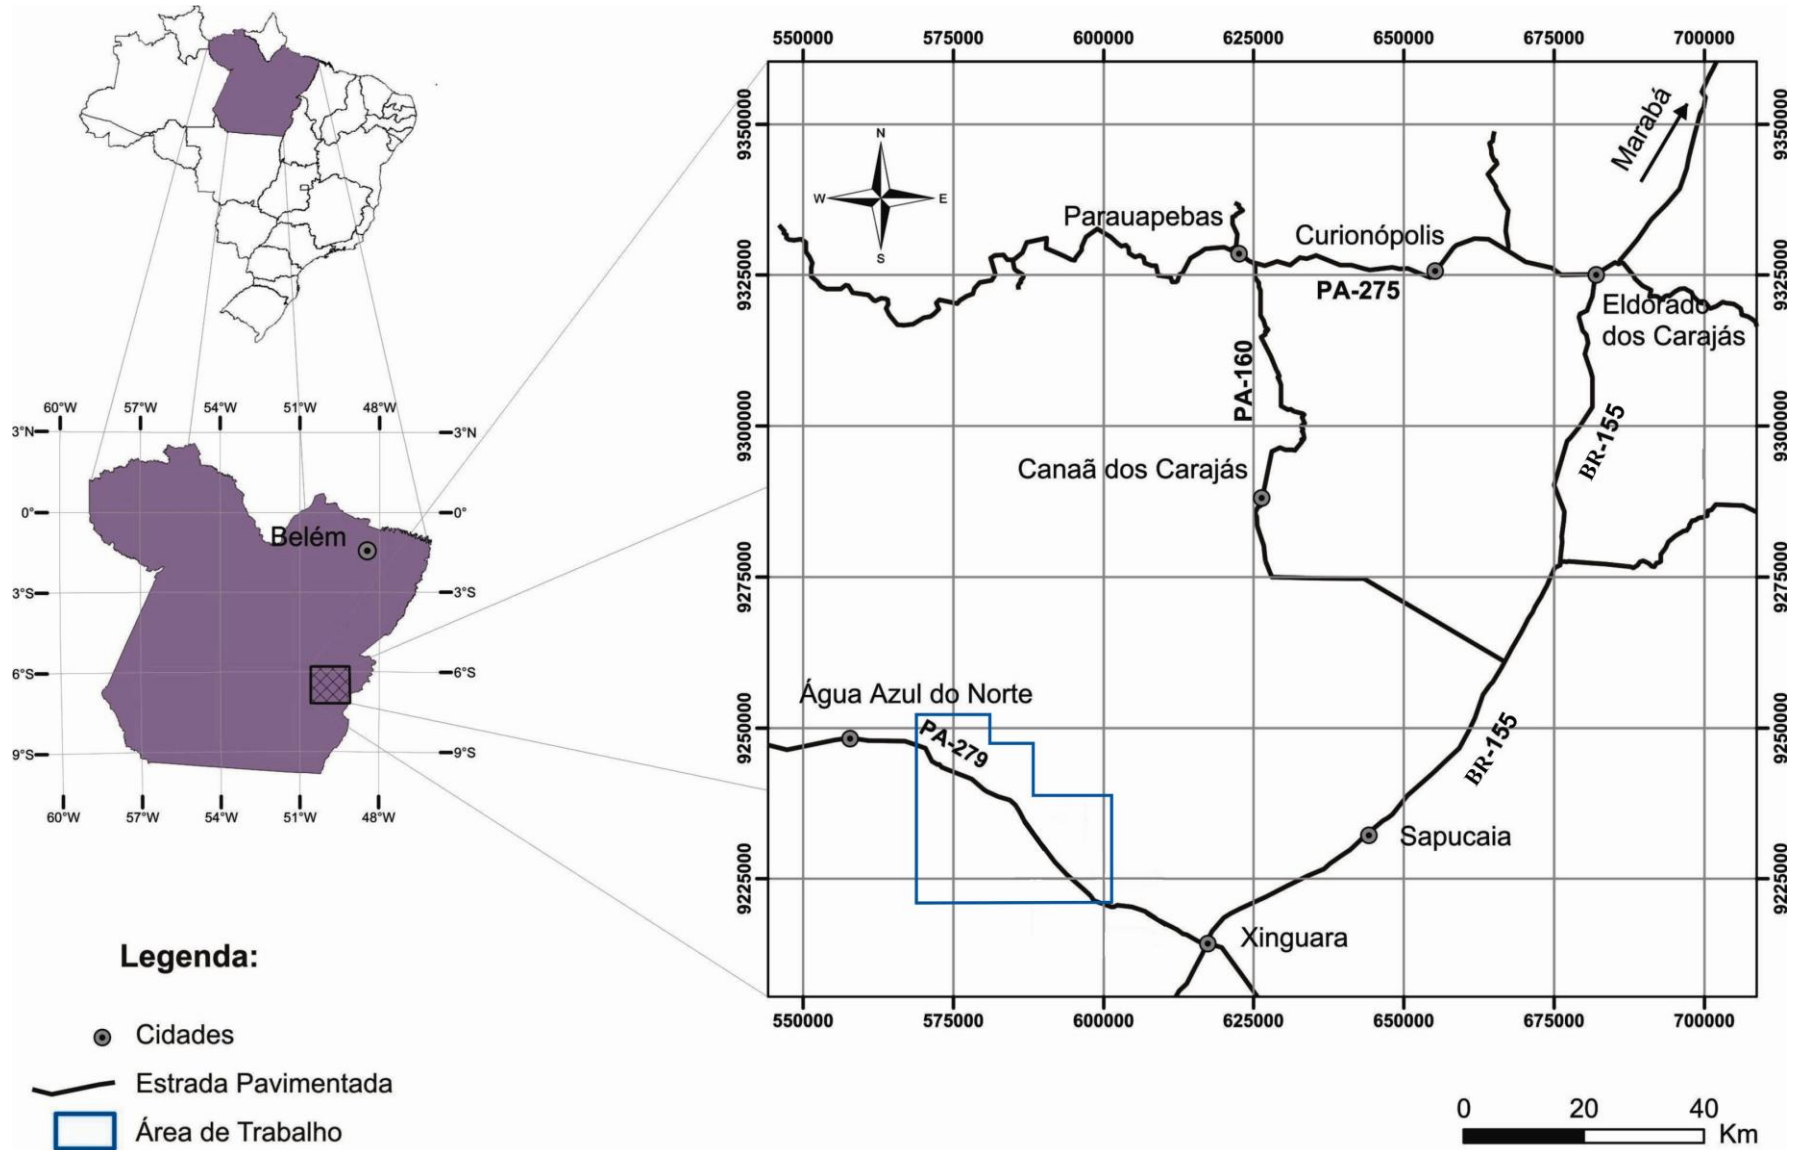 550000 575000 600000 625000 650000 675000 700000
9350000
9350000
Marabá
N
W E
S
Parauapebas
Curionópolis
9325000
PA-275
9325000
Eldorado
dos Carajás
PA-160
60°W 57°W 54°W 51°W 48°W
3°N 3°N
9300000
BR-155
9300000
Canaã dos Carajás
0° 0°
Belém
9275000
9275000
3°S 3°S
6°S 6°S
Água Azul do Norte
9250000
PA-279
BR-155
9250000
9°S 9°S
60°W 57°W 54°W 51°W 48°W
Sapucaia
9225000
9225000
Xinguara
550000 575000 600000 625000 650000 675000 700000
Legenda:
Cidades
Estrada Pavimentada
Área de Trabalho
0 20 40
Km